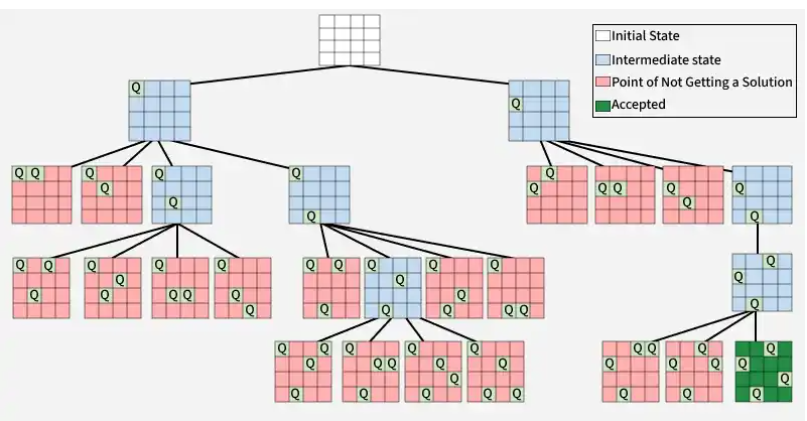 Initial State
Intermediate state
Point of Not Getting a Solution
Accepted
Q
Q
Q Q Q Q Q Q
Q Q Q Q Q Q
Q Q
Q Q
Q Q Q Q Q Q Q Q Q Q Q
Q Q Q
Q Q Q Q Q Q
Q Q Q Q Q Q
Q Q Q Q Q Q Q Q Q
Q Q Q Q Q Q Q Q Q
Q Q
Q Q Q Q Q Q Q Q